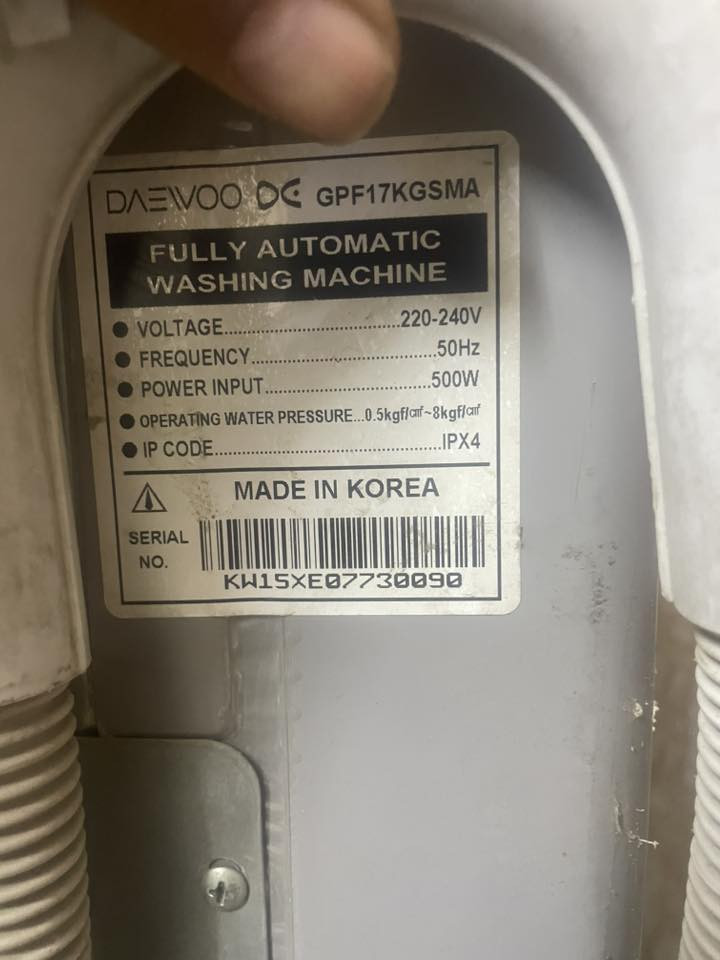 DAEWOO DE GPF17KGSMA
FULLY AUTOMATIC
WASHING MACHINE
● VOLTAGE..............................220-240V
● FREQUENCY..............................50Hz
● POWER INPUT..............................500W
● OPERATING WATER PRESSURE...0.5kgf/㎠~8kgf/㎠
● IP CODE..............................IPX4
MADE IN KOREA
SERIAL
NO.
KW15XE07730090